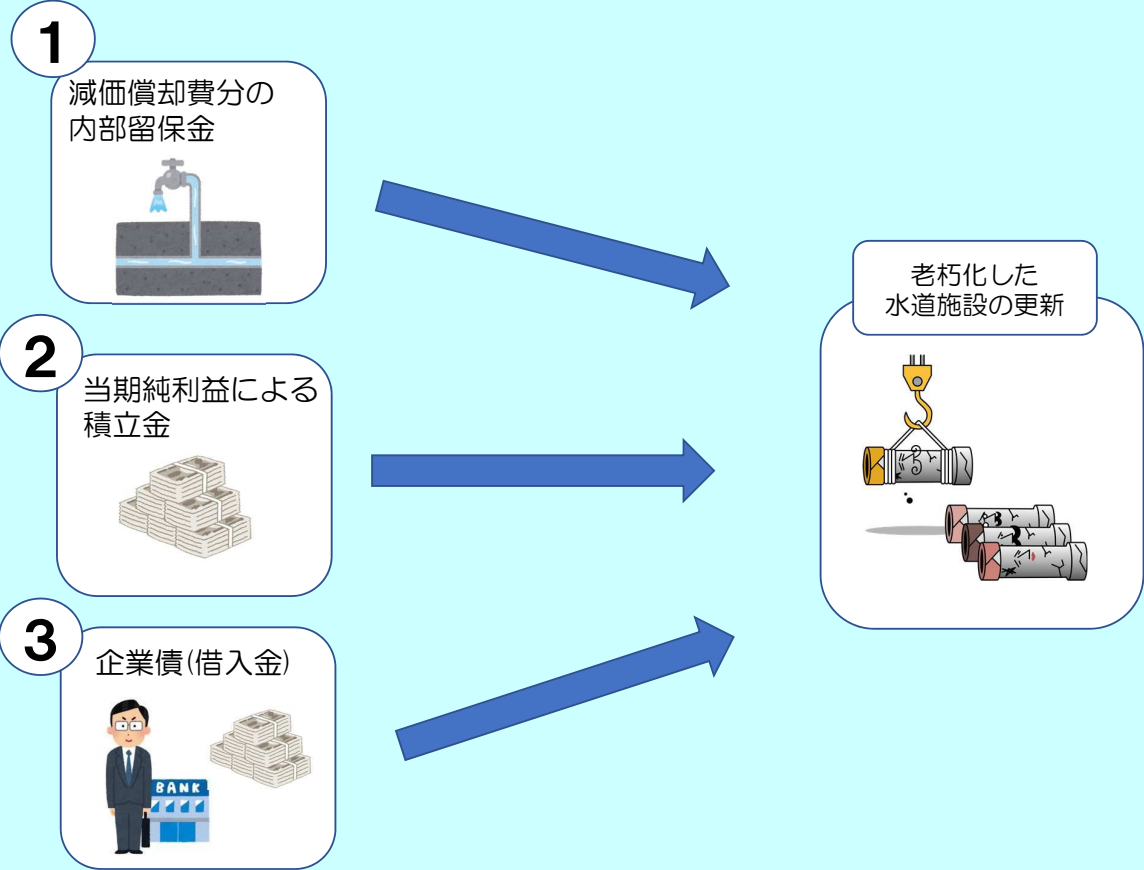 1
減価償却費分の
内部留保金
2
当期純利益による
積立金
3
企業債(借入金)
BANK
老朽化した
水道施設の更新